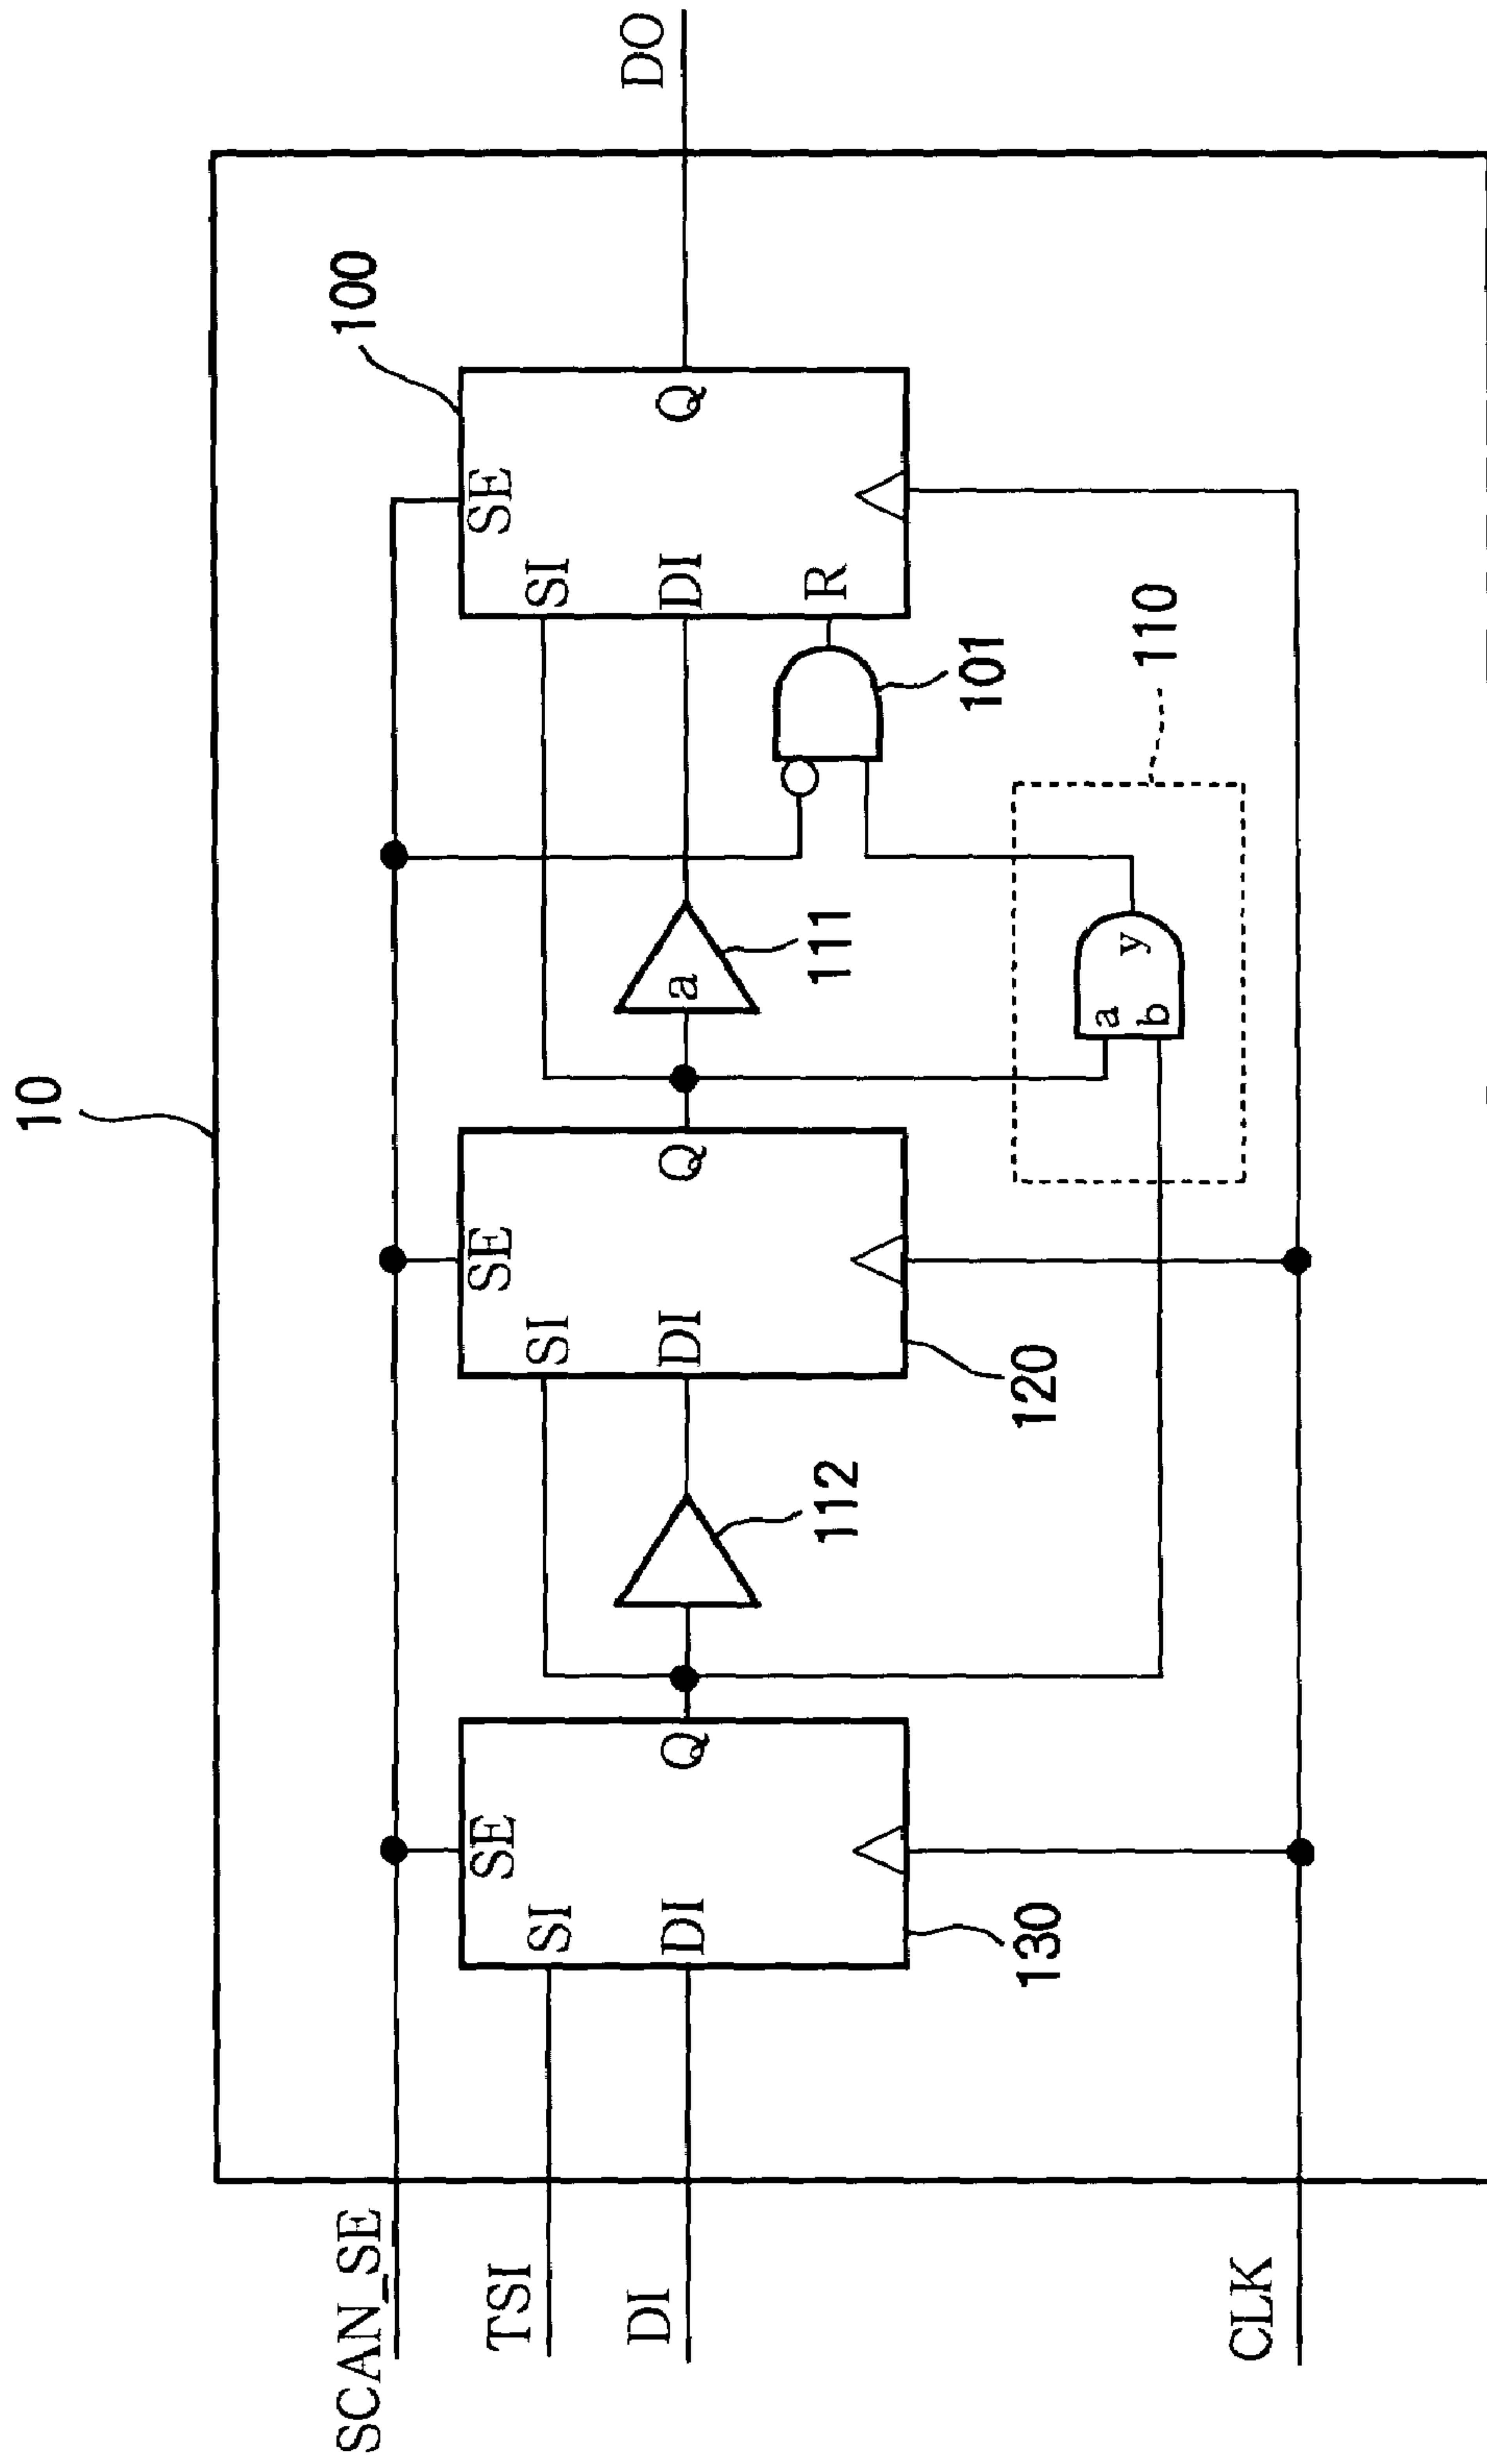 10
SCAN_SE
TSI
DI
CLK
DO
SE
SI
DI
Q
130
112
SE
SI
DI
Q
120
a
111
a
b
y
110
101
SE
SI
DI
R
Q
100